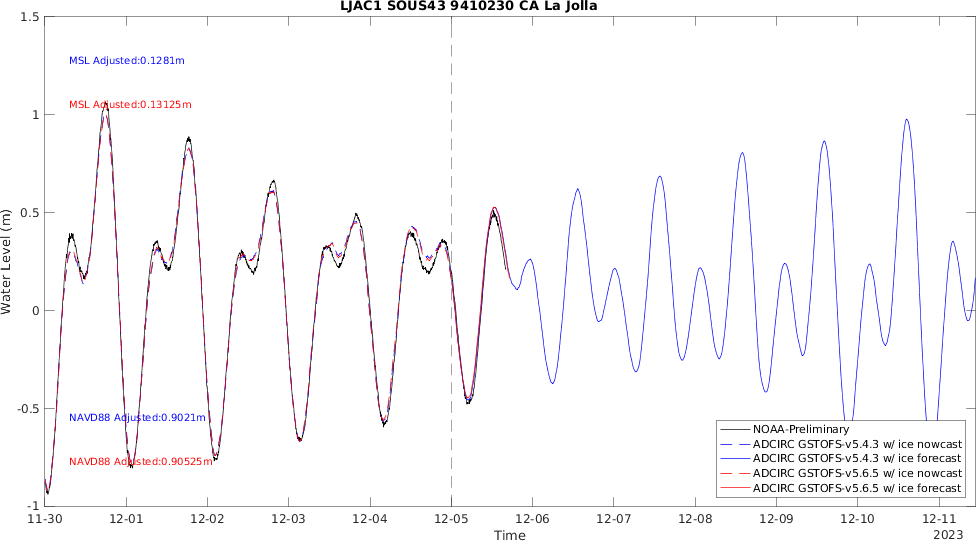 LJAC1 SOUS43 9410230 CA La Jolla
1.5
MSL Adjusted:0.1281m
MSL Adjusted:0.13125m
1
0.5
0
-0.5
-1
Water Level (m)
NAVD88 Adjusted:0.9021m
NAVD88 Adjusted:0.90525m
NOAA-Preliminary
ADCIRC GSTOFS-v5.4.3 w/ ice nowcast
ADCIRC GSTOFS-v5.4.3 w/ ice forecast
ADCIRC GSTOFS-v5.6.5 w/ ice nowcast
ADCIRC GSTOFS-v5.6.5 w/ ice forecast
11-30 12-01 12-02 12-03 12-04 12-05 12-06 12-07 12-08 12-09 12-10 12-11
Time
2023